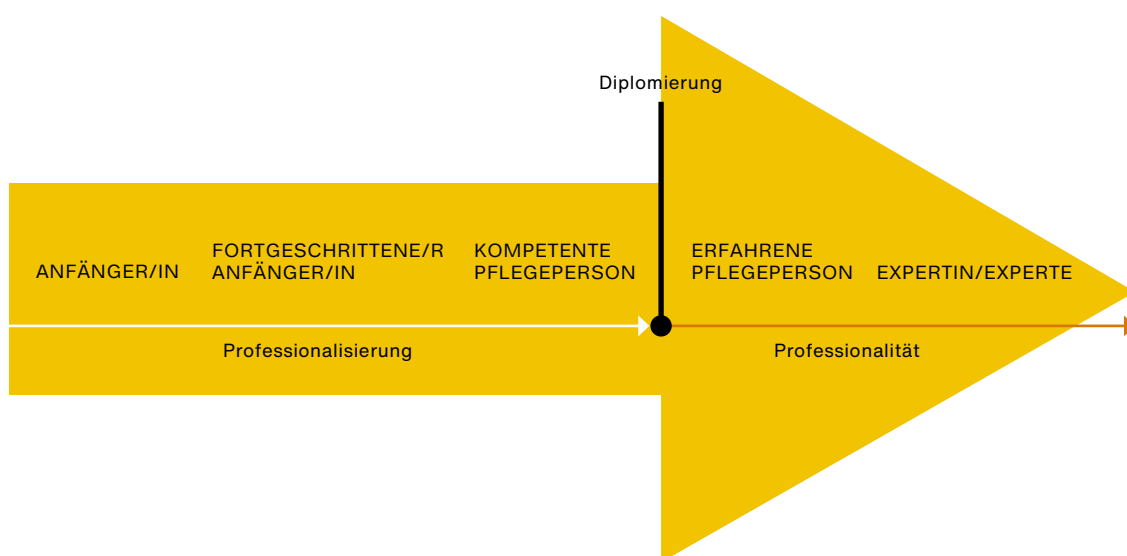 Diplomierung
ANFÄNGER/IN
FORTGESCHRITTENE/R
ANFÄNGER/IN
KOMPETENTE
PFLEGEPERSON
ERFAHRENE
PFLEGEPERSON
EXPERTIN/EXPERTE
Professionalisierung
Professionalität